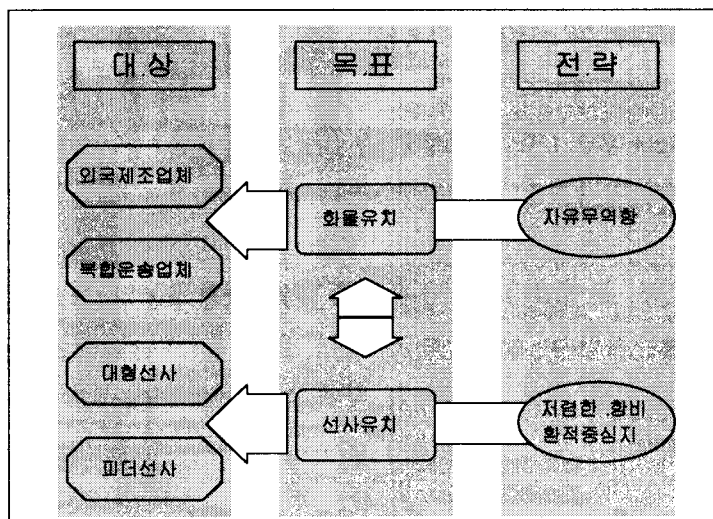 대.상
목.표
전.략
외국제조업체
화물유치
자유무역항
복합운송업체
대형선사
선사유치
저렴한 .항비
환적중심지
피더선사